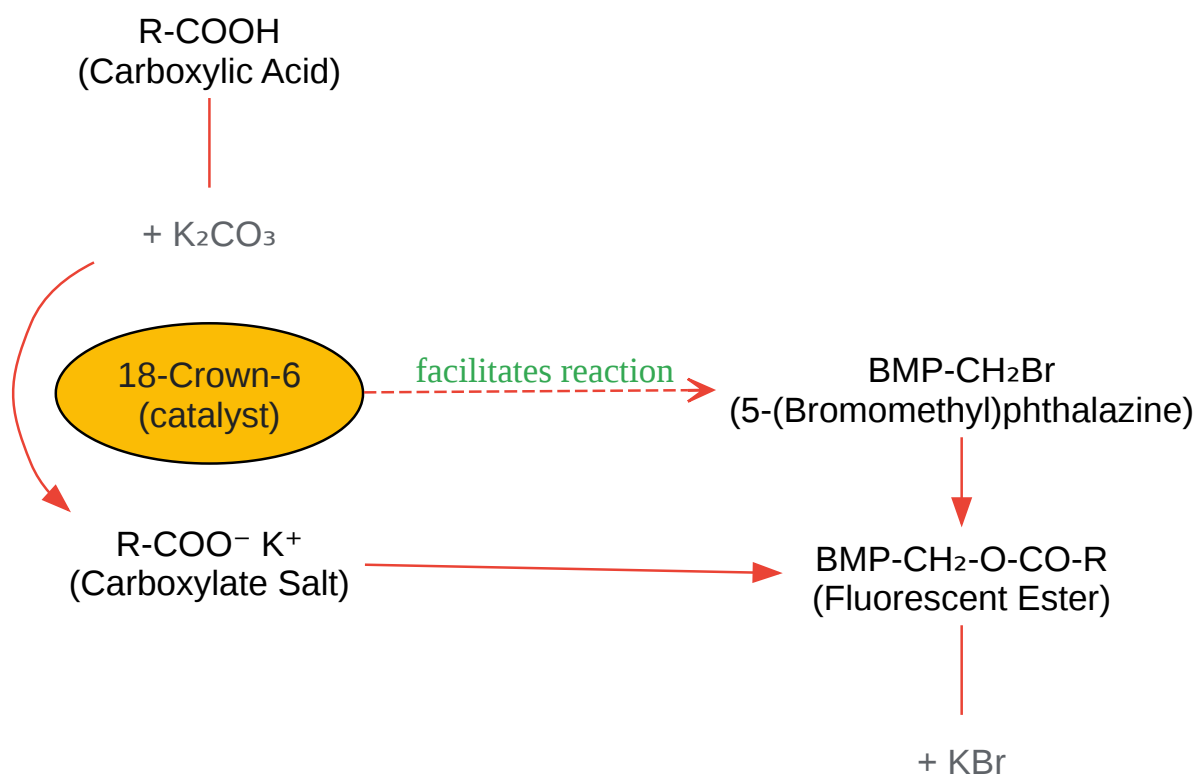 R-COOH
(Carboxylic Acid)
+ K₂CO₃
18-Crown-6
(catalyst)
facilitates reaction
BMP-CH₂Br
(5-(Bromomethyl)phthalazine)
R-COO⁻ K⁺
(Carboxylate Salt)
BMP-CH₂-O-CO-R
(Fluorescent Ester)
+ KBr